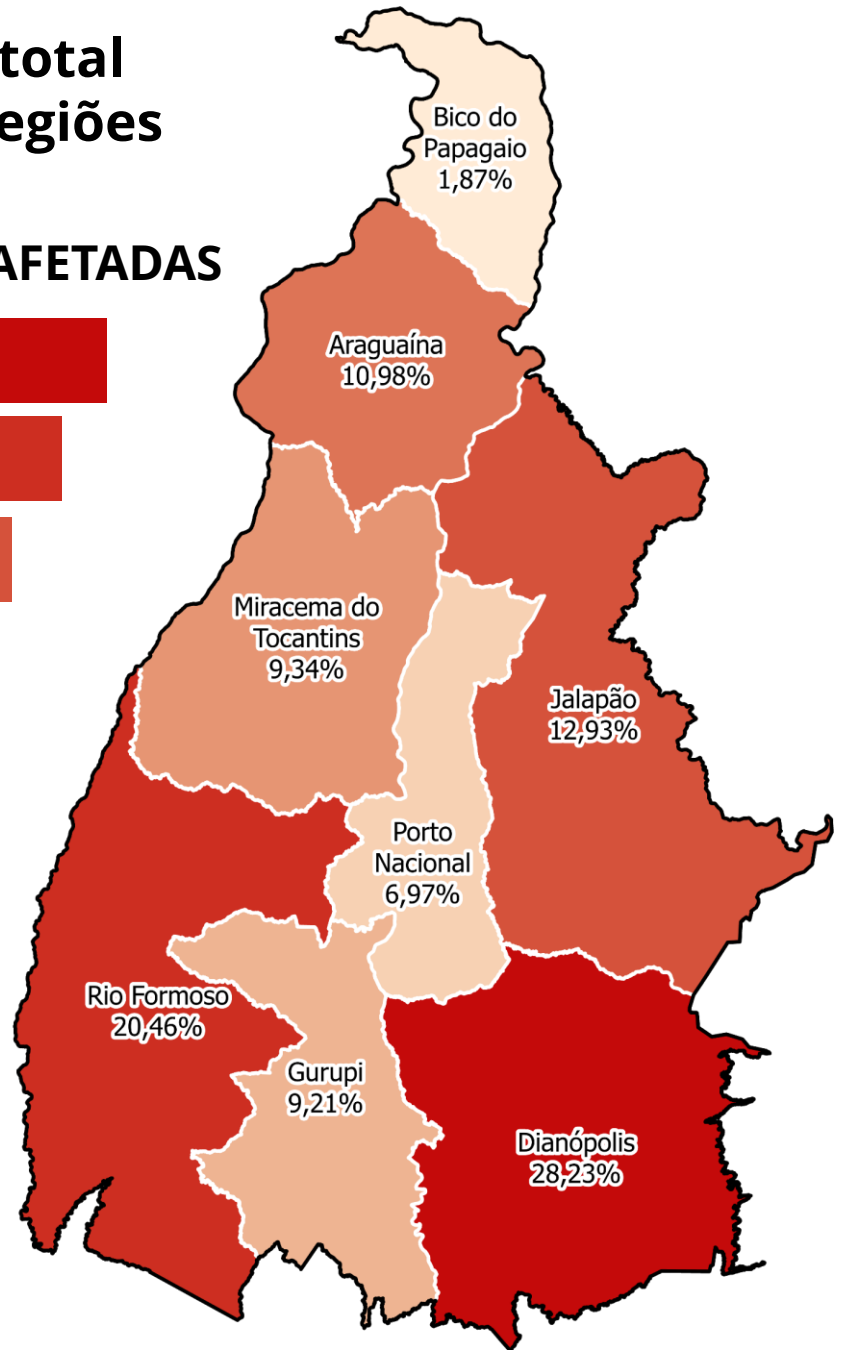 total
egiões
AFETADAS
Bico do
Papagaio
1,87%
Araguaína
10,98%
Miracema do
Tocantins
9,34%
Jalapão
12,93%
Porto
Nacional
6,97%
Rio Formoso
20,46%
Gurupi
9,21%
Dianópolis
28,23%